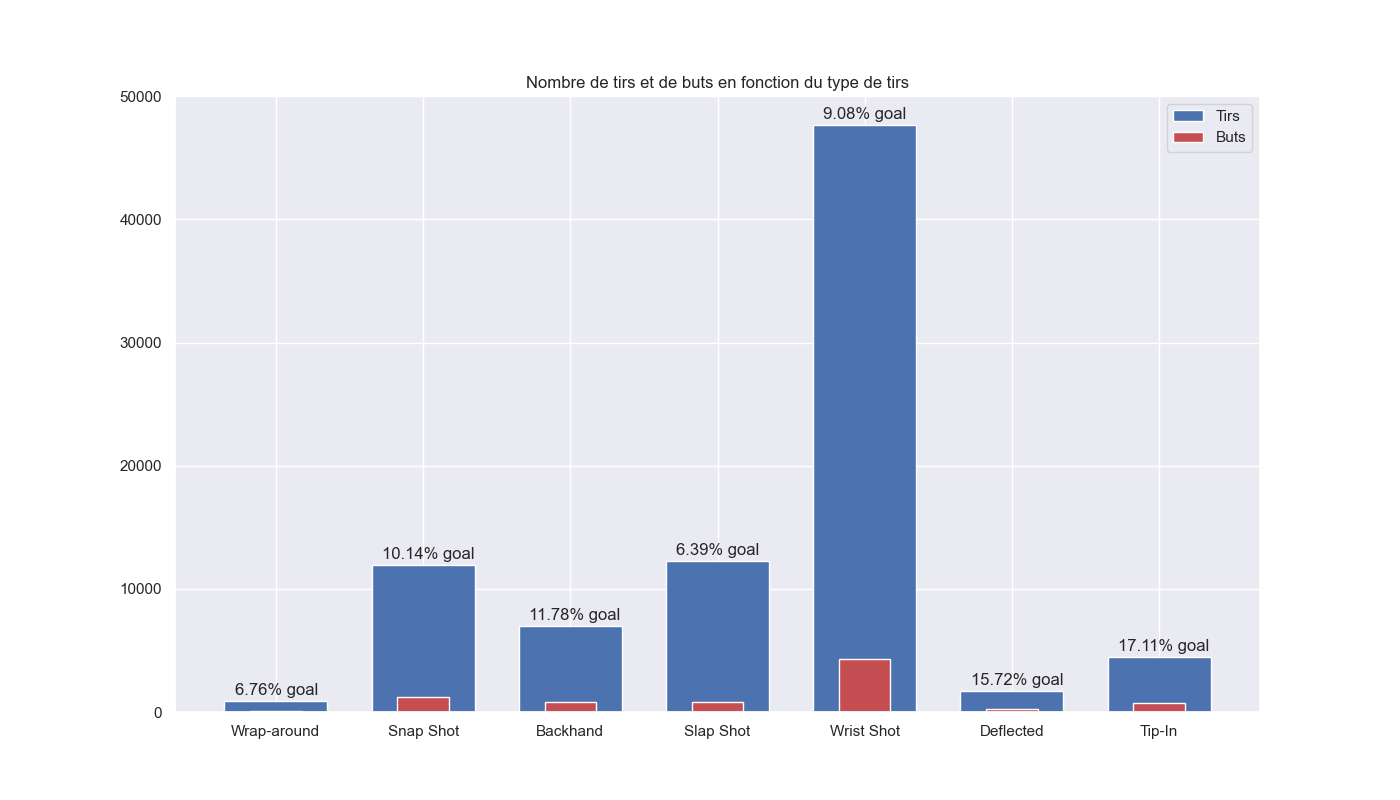 Nombre de tirs et de buts en fonction du type de tirs
50000
9.08% goal
Tirs
Buts
40000
30000
20000
10.14% goal
6.39% goal
10000
11.78% goal
17.11% goal
6.76% goal
15.72% goal
0
Wrap-around
Snap Shot
Backhand
Slap Shot
Wrist Shot
Deflected
Tip-In